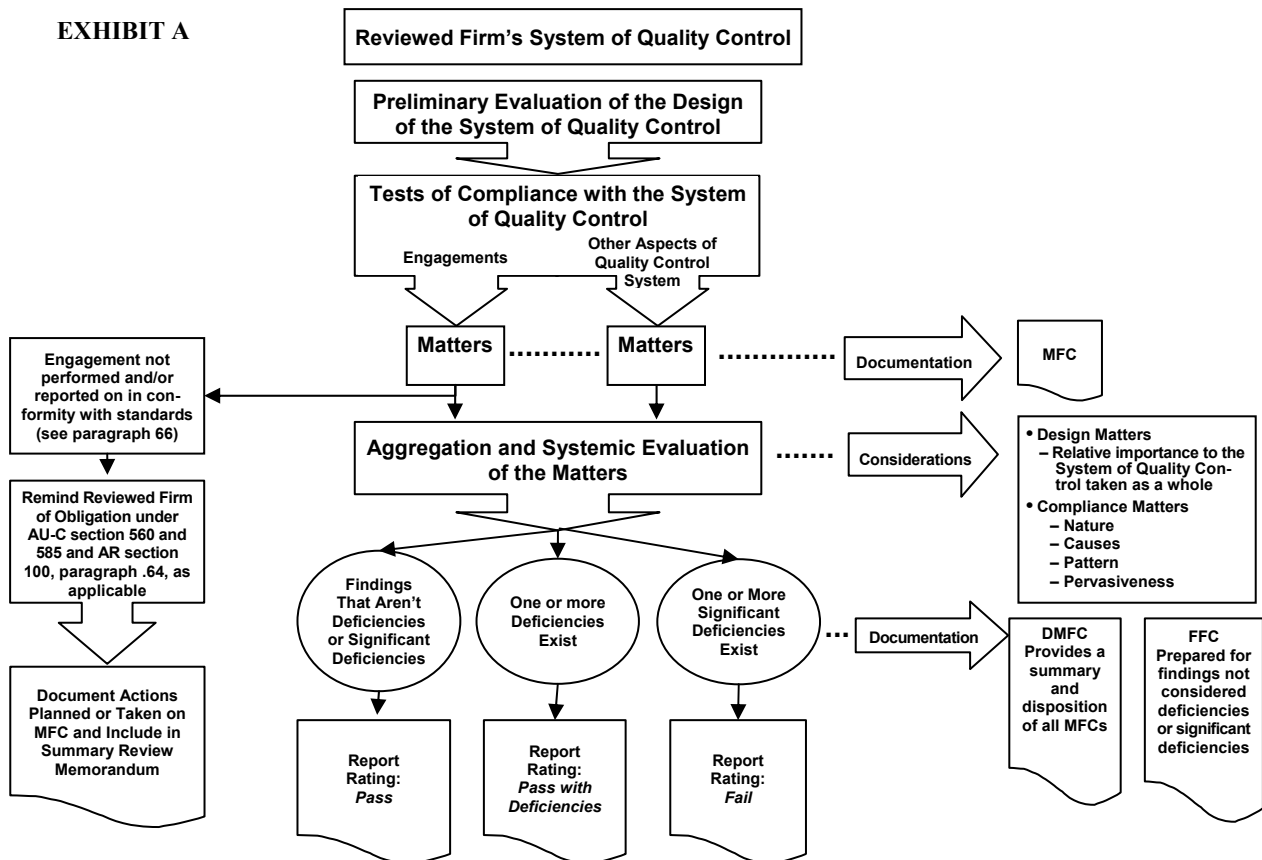 EXHIBIT A
Reviewed Firm's System of Quality Control
Preliminary Evaluation of the Design
of the System of Quality Control
Tests of Compliance with the System
of Quality Control
Engagements
Other Aspects of
Quality Control
System
Matters
Matters
Documentation
MFC
Engagement not
performed and/or
reported on in con-
formity with standards
(see paragraph 66)
Aggregation and Systemic Evaluation
of the Matters
Considerations
• Design Matters
– Relative importance to the
System of Quality Con-
trol taken as a whole
• Compliance Matters
– Nature
– Causes
– Pattern
– Pervasiveness
Remind Reviewed Firm
of Obligation under
AU-C section 560 and
585 and AR section
100, paragraph .64, as
applicable
Findings
That Aren't
Deficiencies
or Significant
Deficiencies
One or more
Deficiencies
Exist
One or More
Significant
Deficiencies
Exist
Documentation
DMFC
Provides a
summary
and
disposition
of all MFCs
FFC
Prepared for
findings not
considered
deficiencies
or significant
deficiencies
Document Actions
Planned or Taken on
MFC and Include in
Summary Review
Memorandum
Report
Rating:
Pass
Report
Rating:
Pass with
Deficiencies
Report
Rating:
Fail